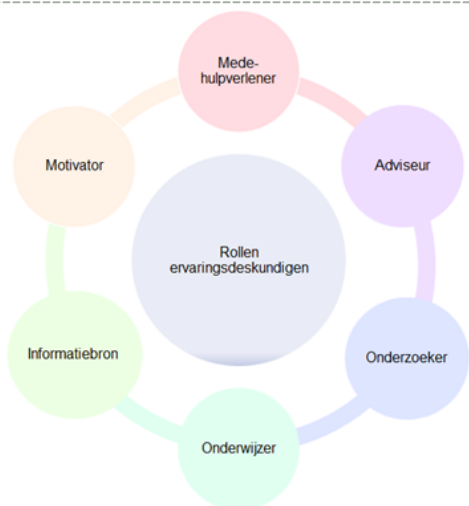 Mede-
hulpverlener
Adviseur
Onderzoeker
Onderwijzer
Informatiebron
Motivator
Rollen
ervaringsdeskundigen